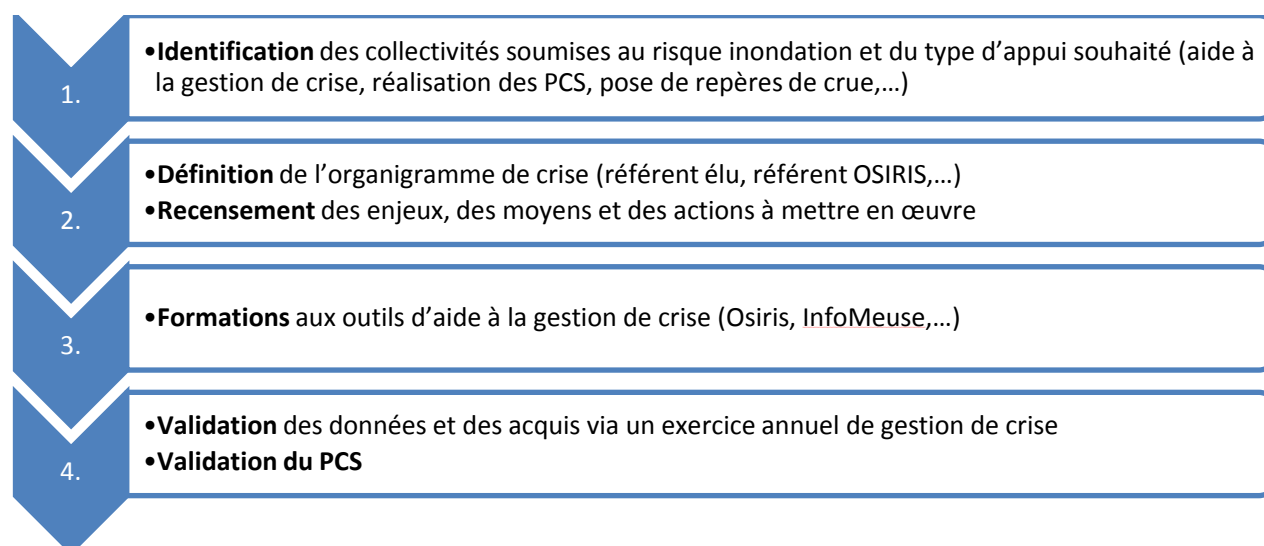 1.
•Identification des collectivités soumises au risque inondation et du type d’appui souhaité (aide à
la gestion de crise, réalisation des PCS, pose de repères de crue,…)
2.
•Définition de l’organigramme de crise (référent élu, référent OSIRIS,…)
•Recensement des enjeux, des moyens et des actions à mettre en œuvre
3.
•Formations aux outils d’aide à la gestion de crise (Osiris, InfoMeuse,…)
4.
•Validation des données et des acquis via un exercice annuel de gestion de crise
•Validation du PCS